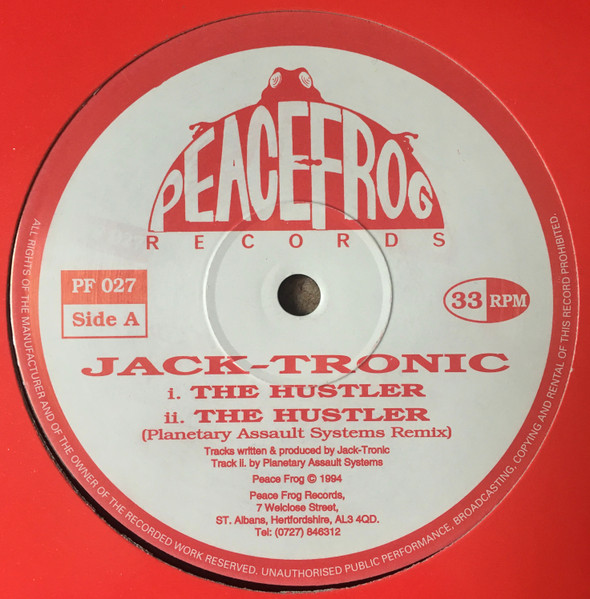 PEACEFROG
RECORDS
PF 027
Side A
33 RPM
JACK-TRONIC
i. THE HUSTLER
ii. THE HUSTLER
(Planetary Assault Systems Remix)
Tracks written & produced by Jack-Tronic
Track ii. by Planetary Assault Systems
Peace Frog © 1994
Peace Frog Records,
7 Welclose Street,
ST. Albans, Hertfordshire, AL3 4QD.
Tel: (0727) 846312
ALL RIGHTS OF THE MANUFACTURER AND OF THE OWNER OF THE RECORDED WORK RESERVED. UNAUTHORISED PUBLIC PERFORMANCE, BROADCASTING, COPYING AND RENTAL OF THIS RECORD PROHIBITED.